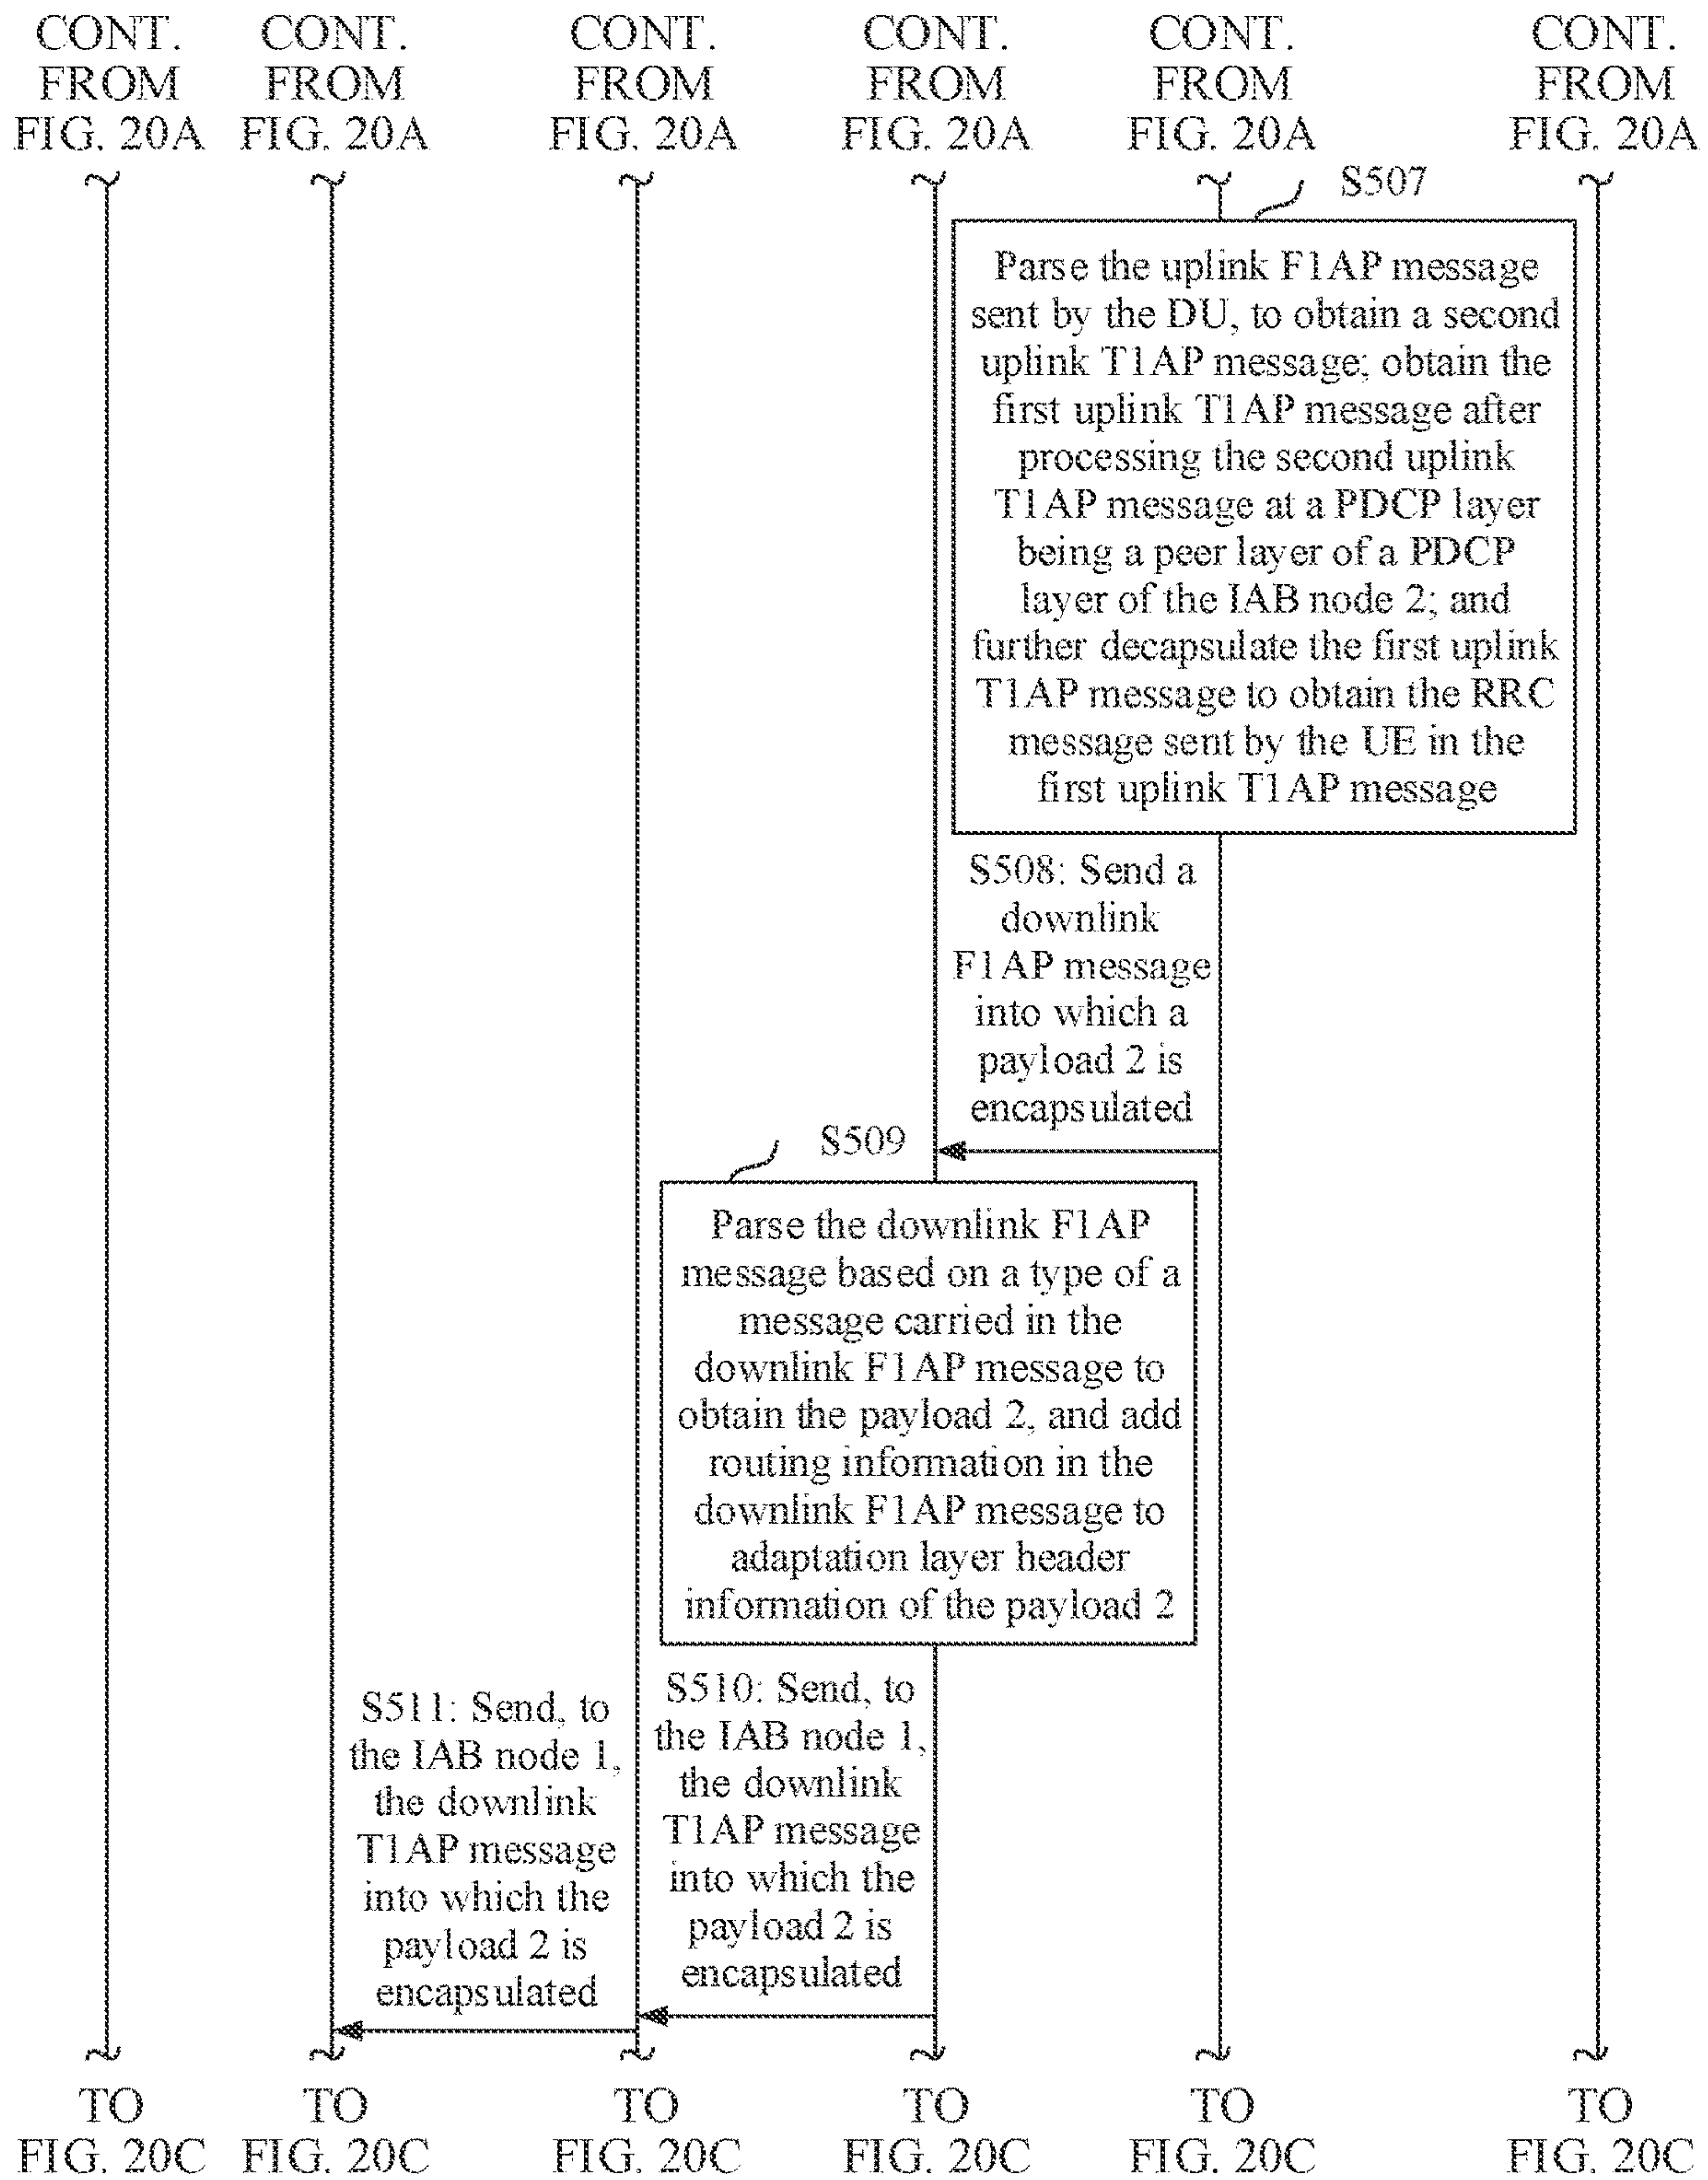 CONT.
FROM
FIG. 20A
CONT.
FROM
FIG. 20A
CONT.
FROM
FIG. 20A
CONT.
FROM
FIG. 20A
CONT.
FROM
FIG. 20A
CONT.
FROM
FIG. 20A
S507
Parse the uplink F1AP message
sent by the DU, to obtain a second
uplink T1AP message; obtain the
first uplink T1AP message after
processing the second uplink
T1AP message at a PDCP layer
being a peer layer of a PDCP
layer of the IAB node 2; and
further decapsulate the first uplink
T1AP message to obtain the RRC
message sent by the UE in the
first uplink T1AP message
S508: Send a
downlink
F1AP message
into which a
payload 2 is
encapsulated
S509
Parse the downlink F1AP
message based on a type of a
message carried in the
downlink F1AP message to
obtain the payload 2, and add
routing information in the
downlink F1AP message to
adaptation layer header
information of the payload 2
S510: Send, to
the IAB node 1,
the downlink
T1AP message
into which the
payload 2 is
encapsulated
S511: Send, to
the IAB node 1,
the downlink
T1AP message
into which the
payload 2 is
encapsulated
TO
FIG. 20C
TO
FIG. 20C
TO
FIG. 20C
TO
FIG. 20C
TO
FIG. 20C
TO
FIG. 20C